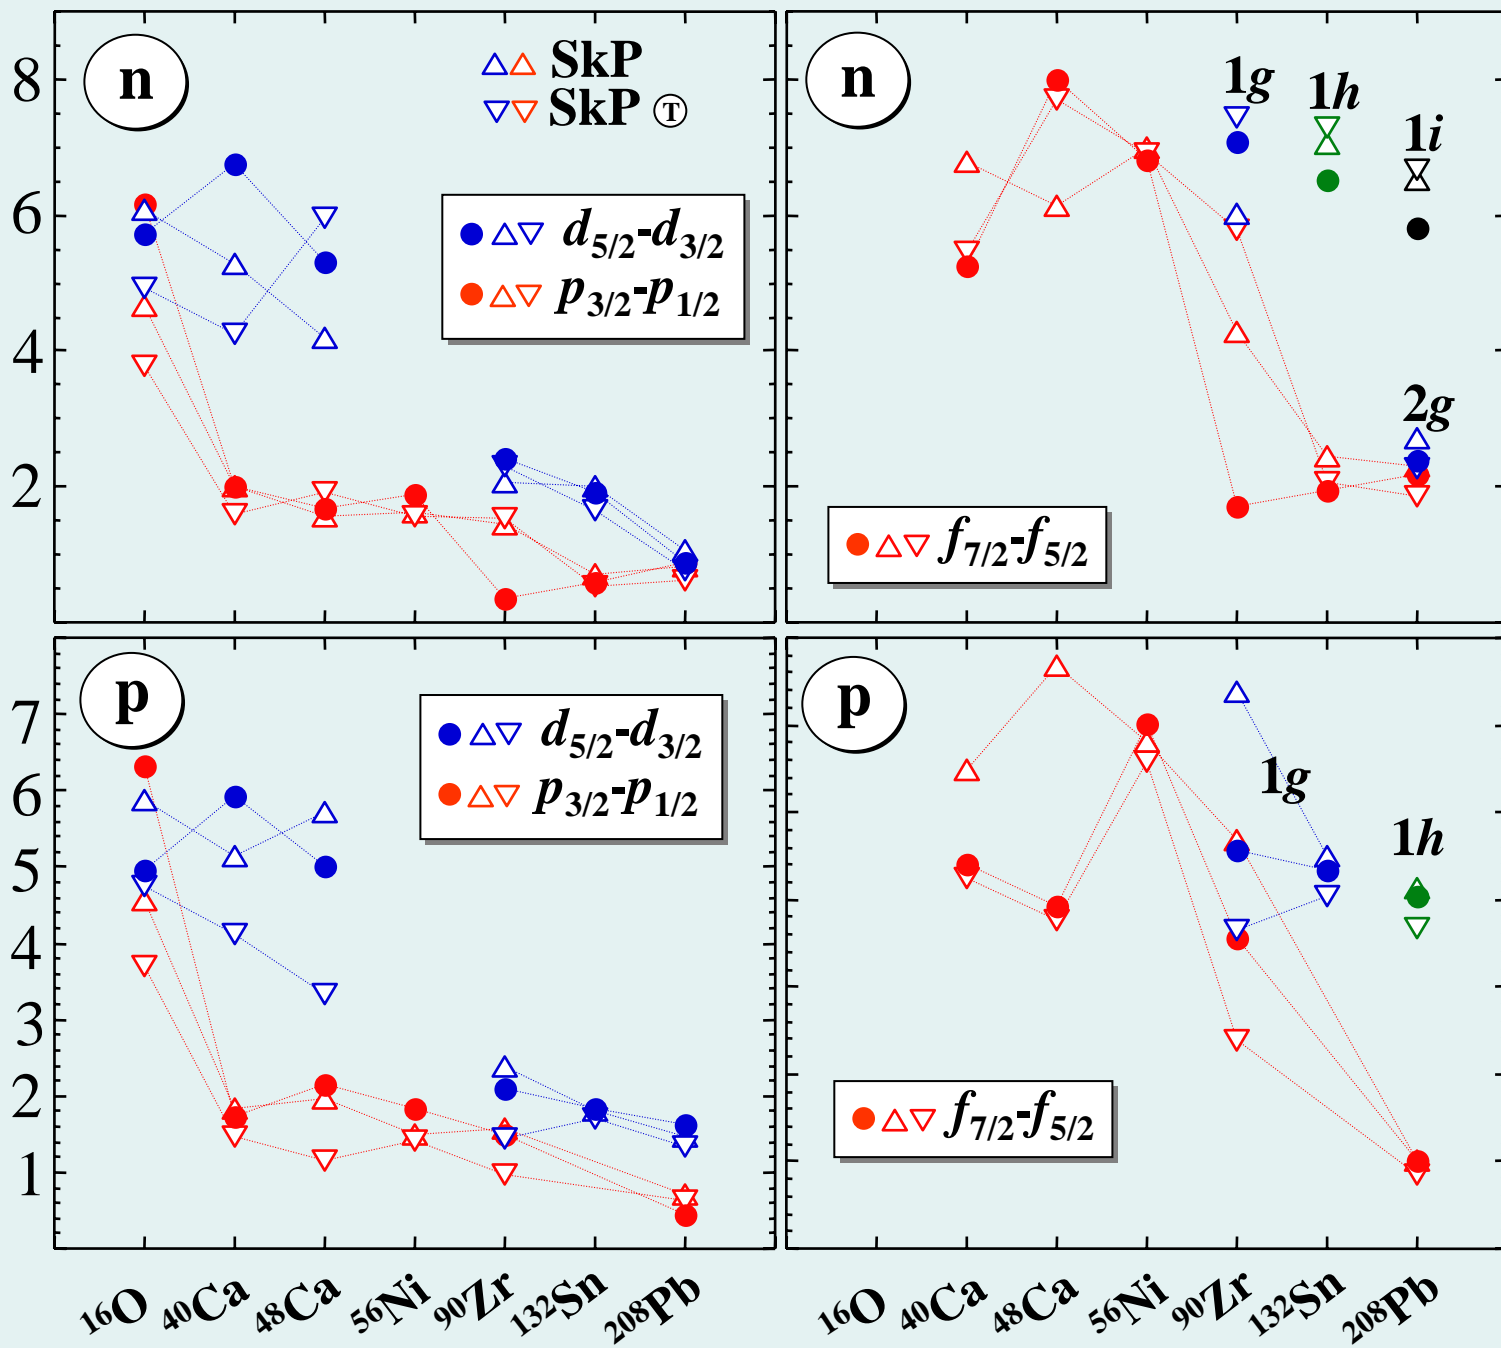 n
SkP
SkP Ⓣ
d5/2-d3/2
p3/2-p1/2
8
6
4
2
n
1g
1h
1i
2g
f7/2-f5/2
p
d5/2-d3/2
p3/2-p1/2
7
6
5
4
3
2
1
p
1g
1h
f7/2-f5/2
16O 40Ca 48Ca 56Ni 90Zr 132Sn 208Pb
16O 40Ca 48Ca 56Ni 90Zr 132Sn 208Pb